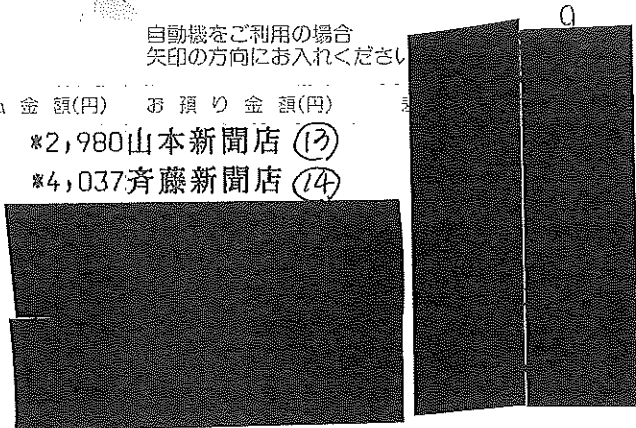 自動機をご利用の場合
矢印の方向にお入れください
金額(円) お預り金額(円)
*2,980山本新聞店 ⑬
*4,037斉藤新聞店 ⑭